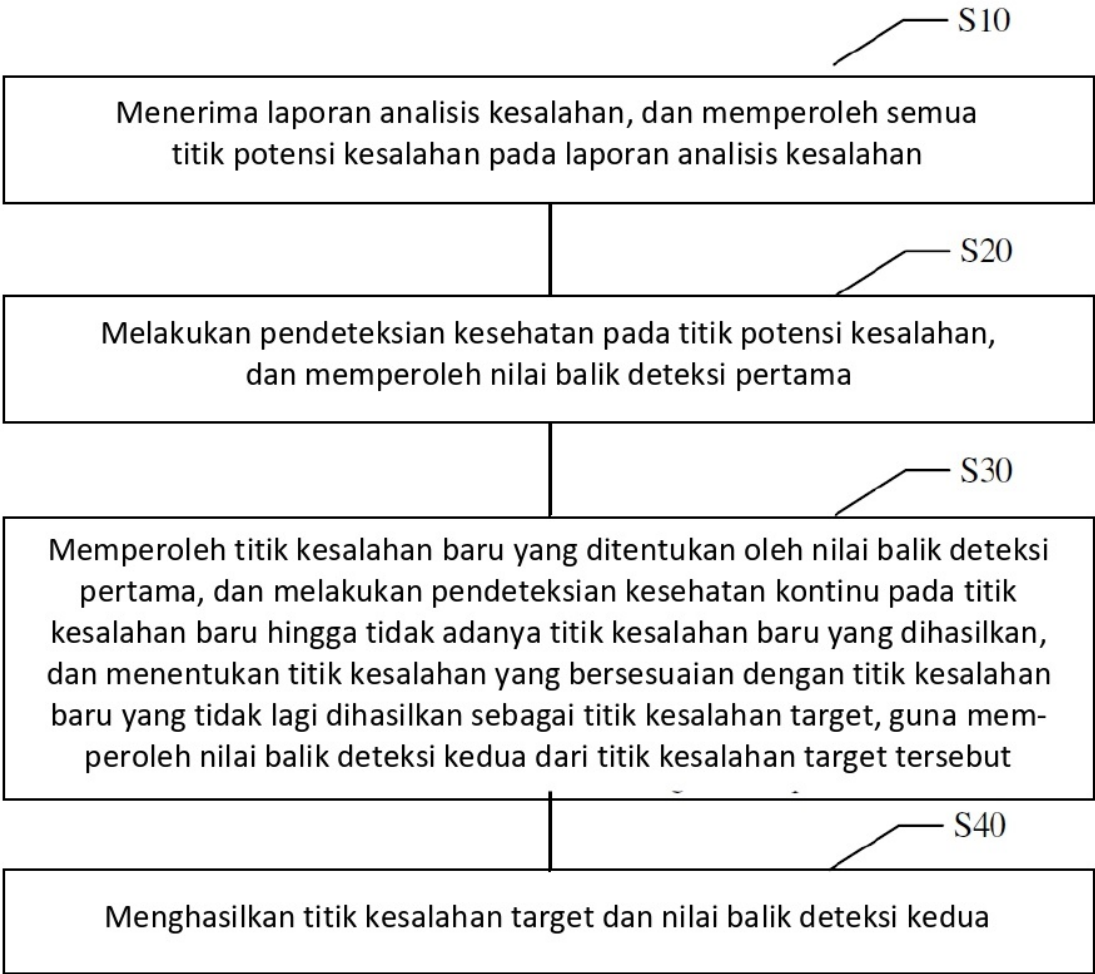 S10
Menerima laporan analisis kesalahan, dan memperoleh semua
titik potensi kesalahan pada laporan analisis kesalahan
S20
Melakukan pendeteksian kesehatan pada titik potensi kesalahan,
dan memperoleh nilai balik deteksi pertama
S30
Memperoleh titik kesalahan baru yang ditentukan oleh nilai balik deteksi
pertama, dan melakukan pendeteksian kesehatan kontinu pada titik
kesalahan baru hingga tidak adanya titik kesalahan baru yang dihasilkan,
dan menentukan titik kesalahan yang bersesuaian dengan titik kesalahan
baru yang tidak lagi dihasilkan sebagai titik kesalahan target, guna mem-
peroleh nilai balik deteksi kedua dari titik kesalahan target tersebut
S40
Menghasilkan titik kesalahan target dan nilai balik deteksi kedua